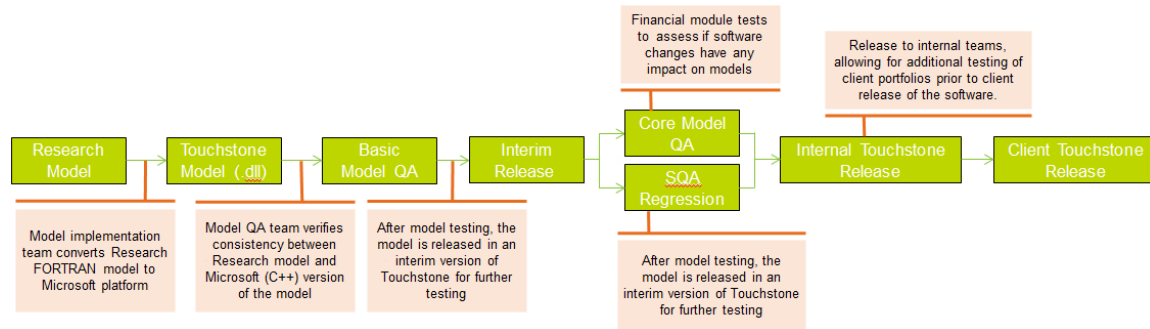 Financial module tests
to assess if software
changes have any
impact on models
Release to internal teams,
allowing for additional testing of
client portfolios prior to client
release of the software.
Research
Model
Touchstone
Model (.dll)
Basic
Model QA
Interim
Release
Core Model
QA
SQA
Regression
Internal Touchstone
Release
Client Touchstone
Release
Model implementation
team converts Research
FORTRAN model to
Microsoft platform
Model QA team verifies
consistency between
Research model and
Microsoft (C++) version
of the model
After model testing, the
model is released in an
interim version of
Touchstone for further
testing
After model testing, the
model is released in an
interim version of Touchstone
for further testing